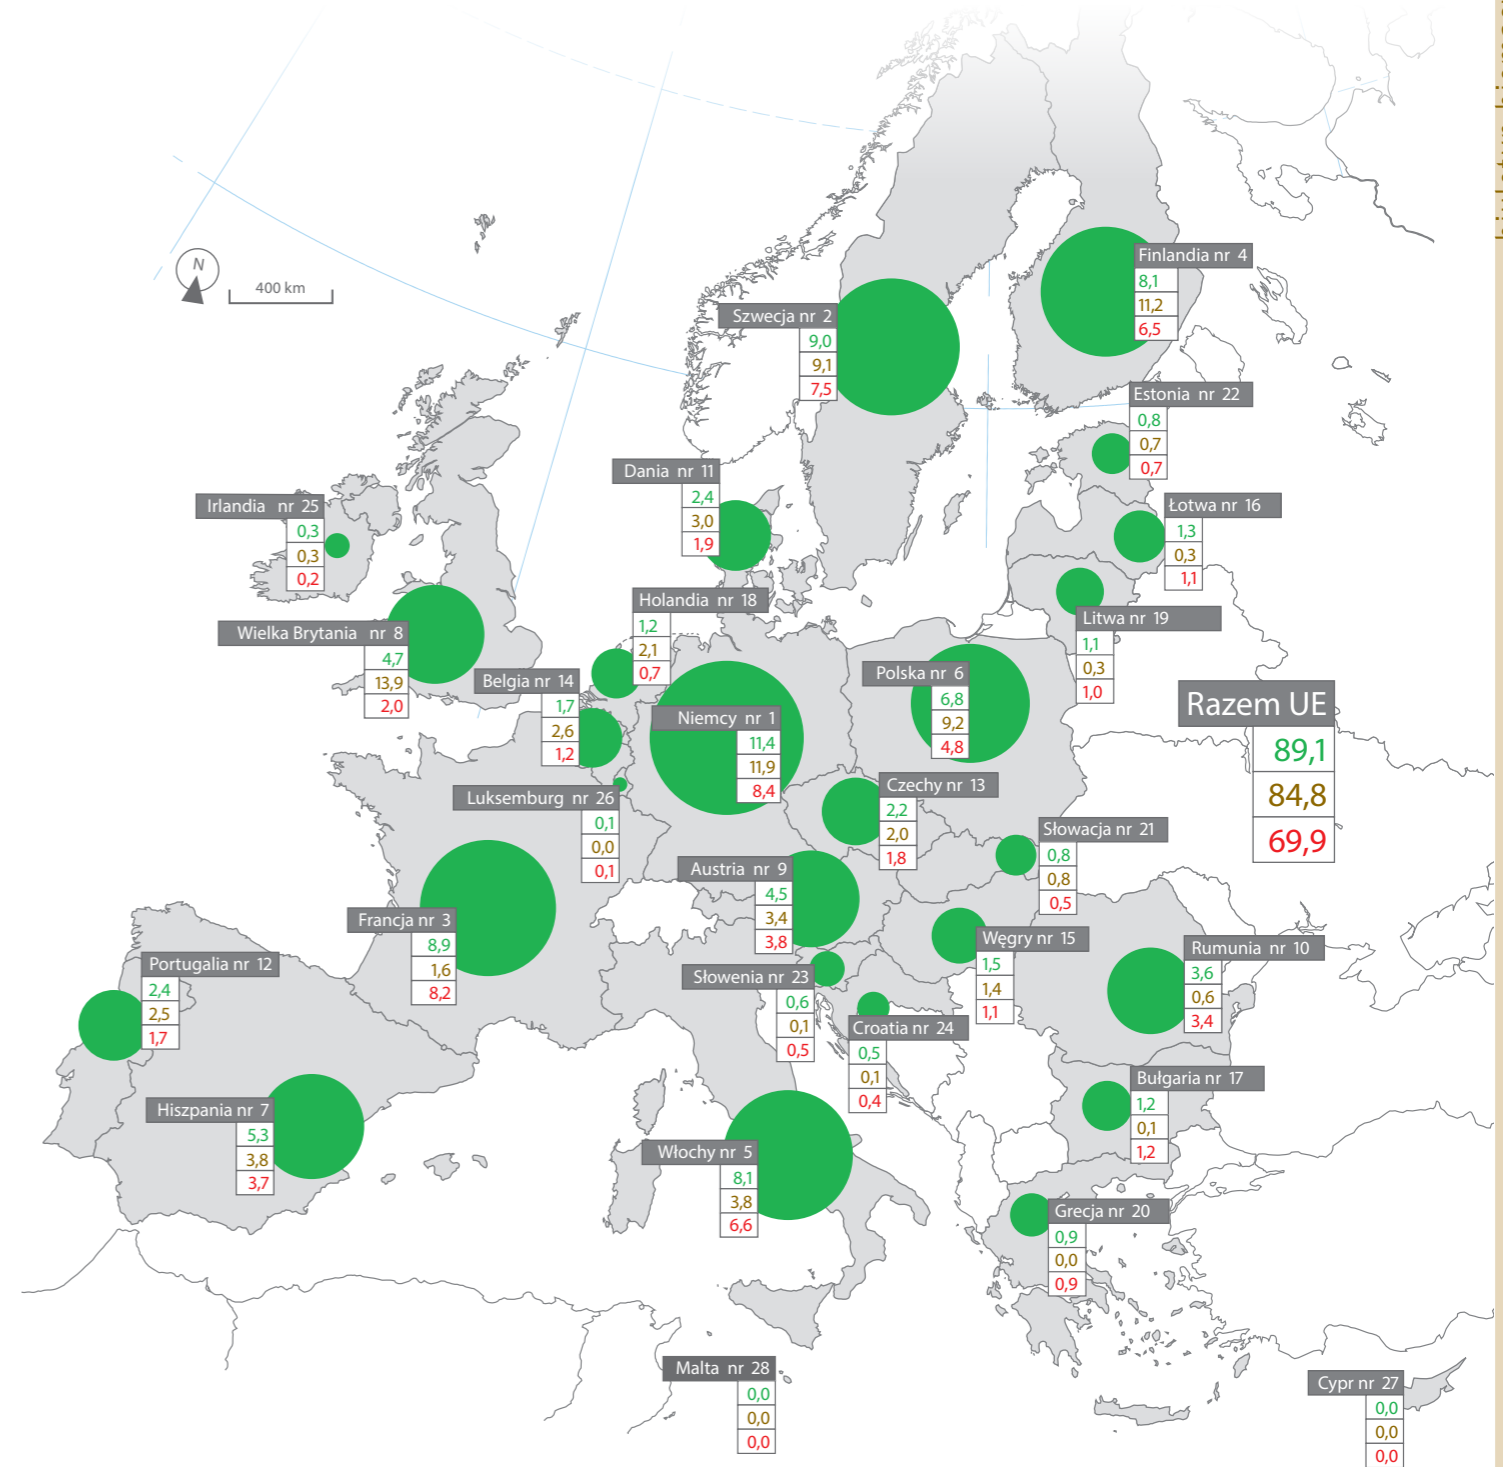 N
400 km
Finlandia nr 4
8,1
11,2
6,5
Szwecja nr 2
9,0
9,1
7,5
Estonia nr 22
0,8
0,7
0,7
Dania nr 11
2,4
3,0
1,9
Irlandia nr 25
0,3
0,3
0,2
Łotwa nr 16
1,3
0,3
1,1
Holandia nr 18
1,2
2,1
0,7
Litwa nr 19
1,1
0,3
1,0
Wielka Brytania nr 8
4,7
13,9
2,0
Belgia nr 14
1,7
2,6
1,2
Polska nr 6
6,8
9,2
4,8
Niemcy nr 1
11,4
11,9
8,4
Razem UE
89,1
84,8
69,9
Luksemburg nr 26
0,1
0,0
0,1
Czechy nr 13
2,2
2,0
1,8
Słowacja nr 21
0,8
0,8
0,5
Austria nr 9
4,5
3,4
3,8
Francja nr 3
8,9
1,6
8,2
Węgry nr 15
1,5
1,4
1,1
Rumunia nr 10
3,6
0,6
3,4
Portugalia nr 12
2,4
2,5
1,7
Słowenia nr 23
0,6
0,1
0,5
Croatia nr 24
0,5
0,1
0,4
Bułgaria nr 17
1,2
0,1
1,2
Hiszpania nr 7
5,3
3,8
3,7
Włochy nr 5
8,1
3,8
6,6
Grecja nr 20
0,9
0,0
0,9
Malta nr 28
0,0
0,0
0,0
Cypr nr 27
0,0
0,0
0,0